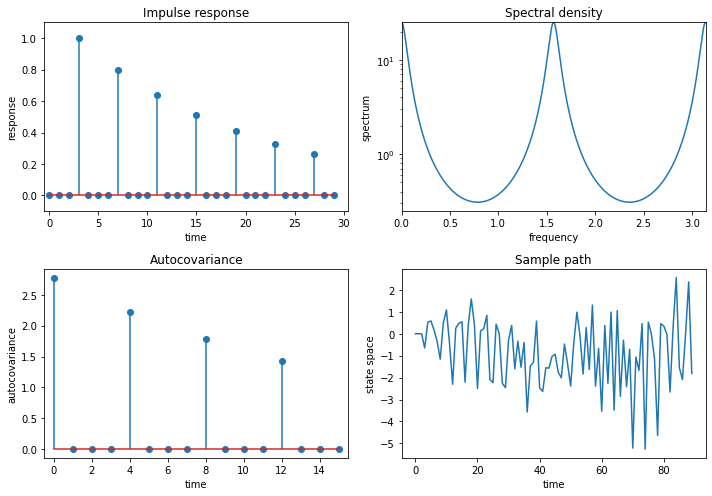 Impulse response
response
1.0
0.8
0.6
0.4
0.2
0.0
0 5 10 15 20 25 30
time
Spectral density
spectrum
10¹
10⁰
0.0 0.5 1.0 1.5 2.0 2.5 3.0
frequency
Autocovariance
autocovariance
2.5
2.0
1.5
1.0
0.5
0.0
0 2 4 6 8 10 12 14
time
Sample path
state space
2
1
0
−1
−2
−3
−4
−5
0 20 40 60 80
time